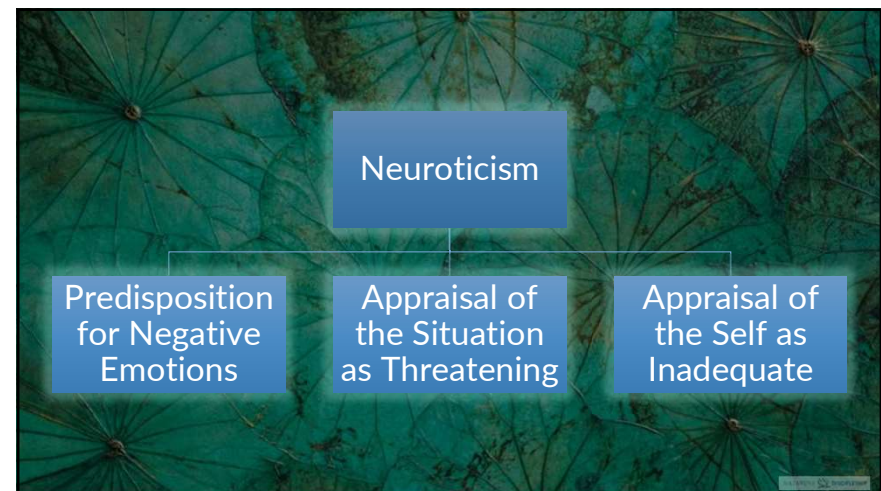 Neuroticism
Predisposition
for Negative
Emotions
Appraisal of
the Situation
as Threatening
Appraisal of
the Self as
Inadequate